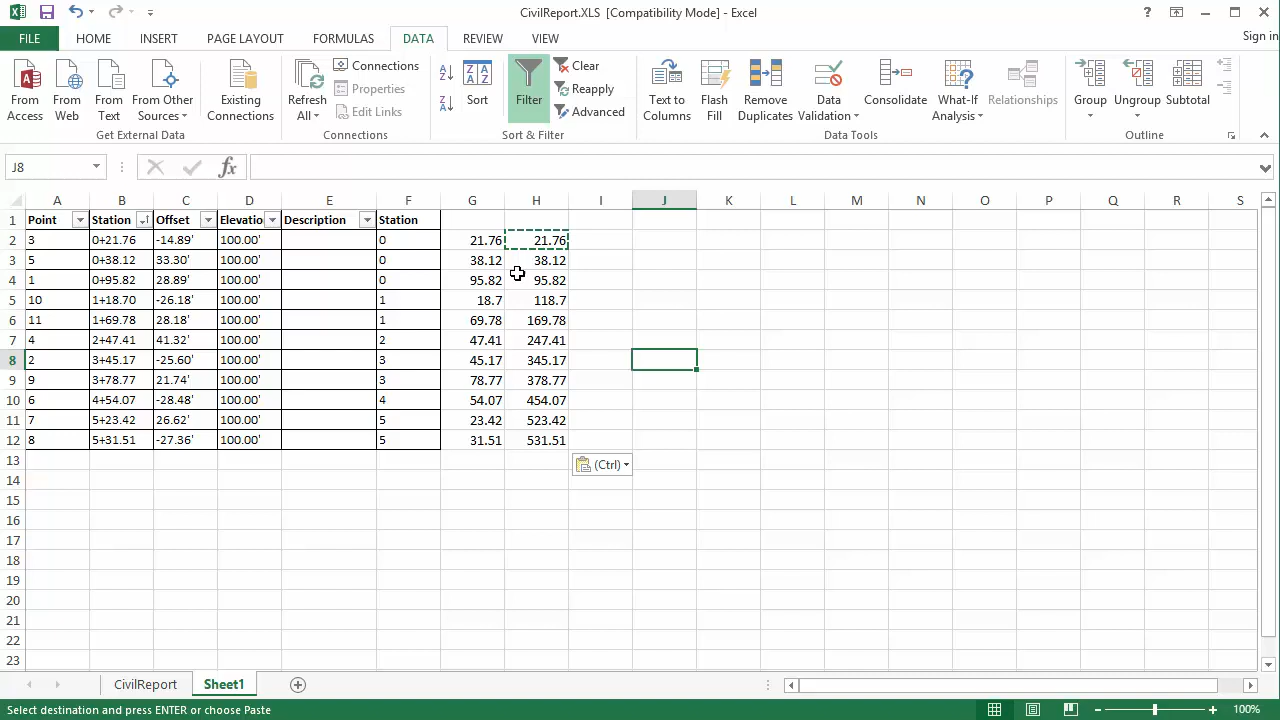 CivilReport.XLS [Compatibility Mode] - Excel
FILE HOME INSERT PAGE LAYOUT FORMULAS DATA REVIEW VIEW Sign in
From Access
From Web
From Text
From Other Sources
Existing Connections
Get External Data
Refresh All
Connections
Properties
Edit Links
Connections
Sort
Filter
Clear
Reapply
Advanced
Sort & Filter
Text to Columns
Flash Fill
Remove Duplicates
Data Validation
Consolidate
What-If Analysis
Relationships
Data Tools
Group
Ungroup
Subtotal
Outline
J8 fx
A B C D E F G H I J K L M N O P Q R S
1 Point Station Offset Elevatio Description Station
2 3 0+21.76 -14.89' 100.00' 0 21.76 21.76
3 5 0+38.12 33.30' 100.00' 0 38.12 38.12
4 1 0+95.82 28.89' 100.00' 0 95.82 95.82
5 10 1+18.70 -26.18' 100.00' 1 18.7 118.7
6 11 1+69.78 28.18' 100.00' 1 69.78 169.78
7 4 2+47.41 41.32' 100.00' 2 47.41 247.41
8 2 3+45.17 -25.60' 100.00' 3 45.17 345.17
9 9 3+78.77 21.74' 100.00' 3 78.77 378.77
10 6 4+54.07 -28.48' 100.00' 4 54.07 454.07
11 7 5+23.42 26.62' 100.00' 5 23.42 523.42
12 8 5+31.51 -27.36' 100.00' 5 31.51 531.51
13 (Ctrl)
14
15
16
17
18
19
20
21
22
23
CivilReport Sheet1
Select destination and press ENTER or choose Paste 100%